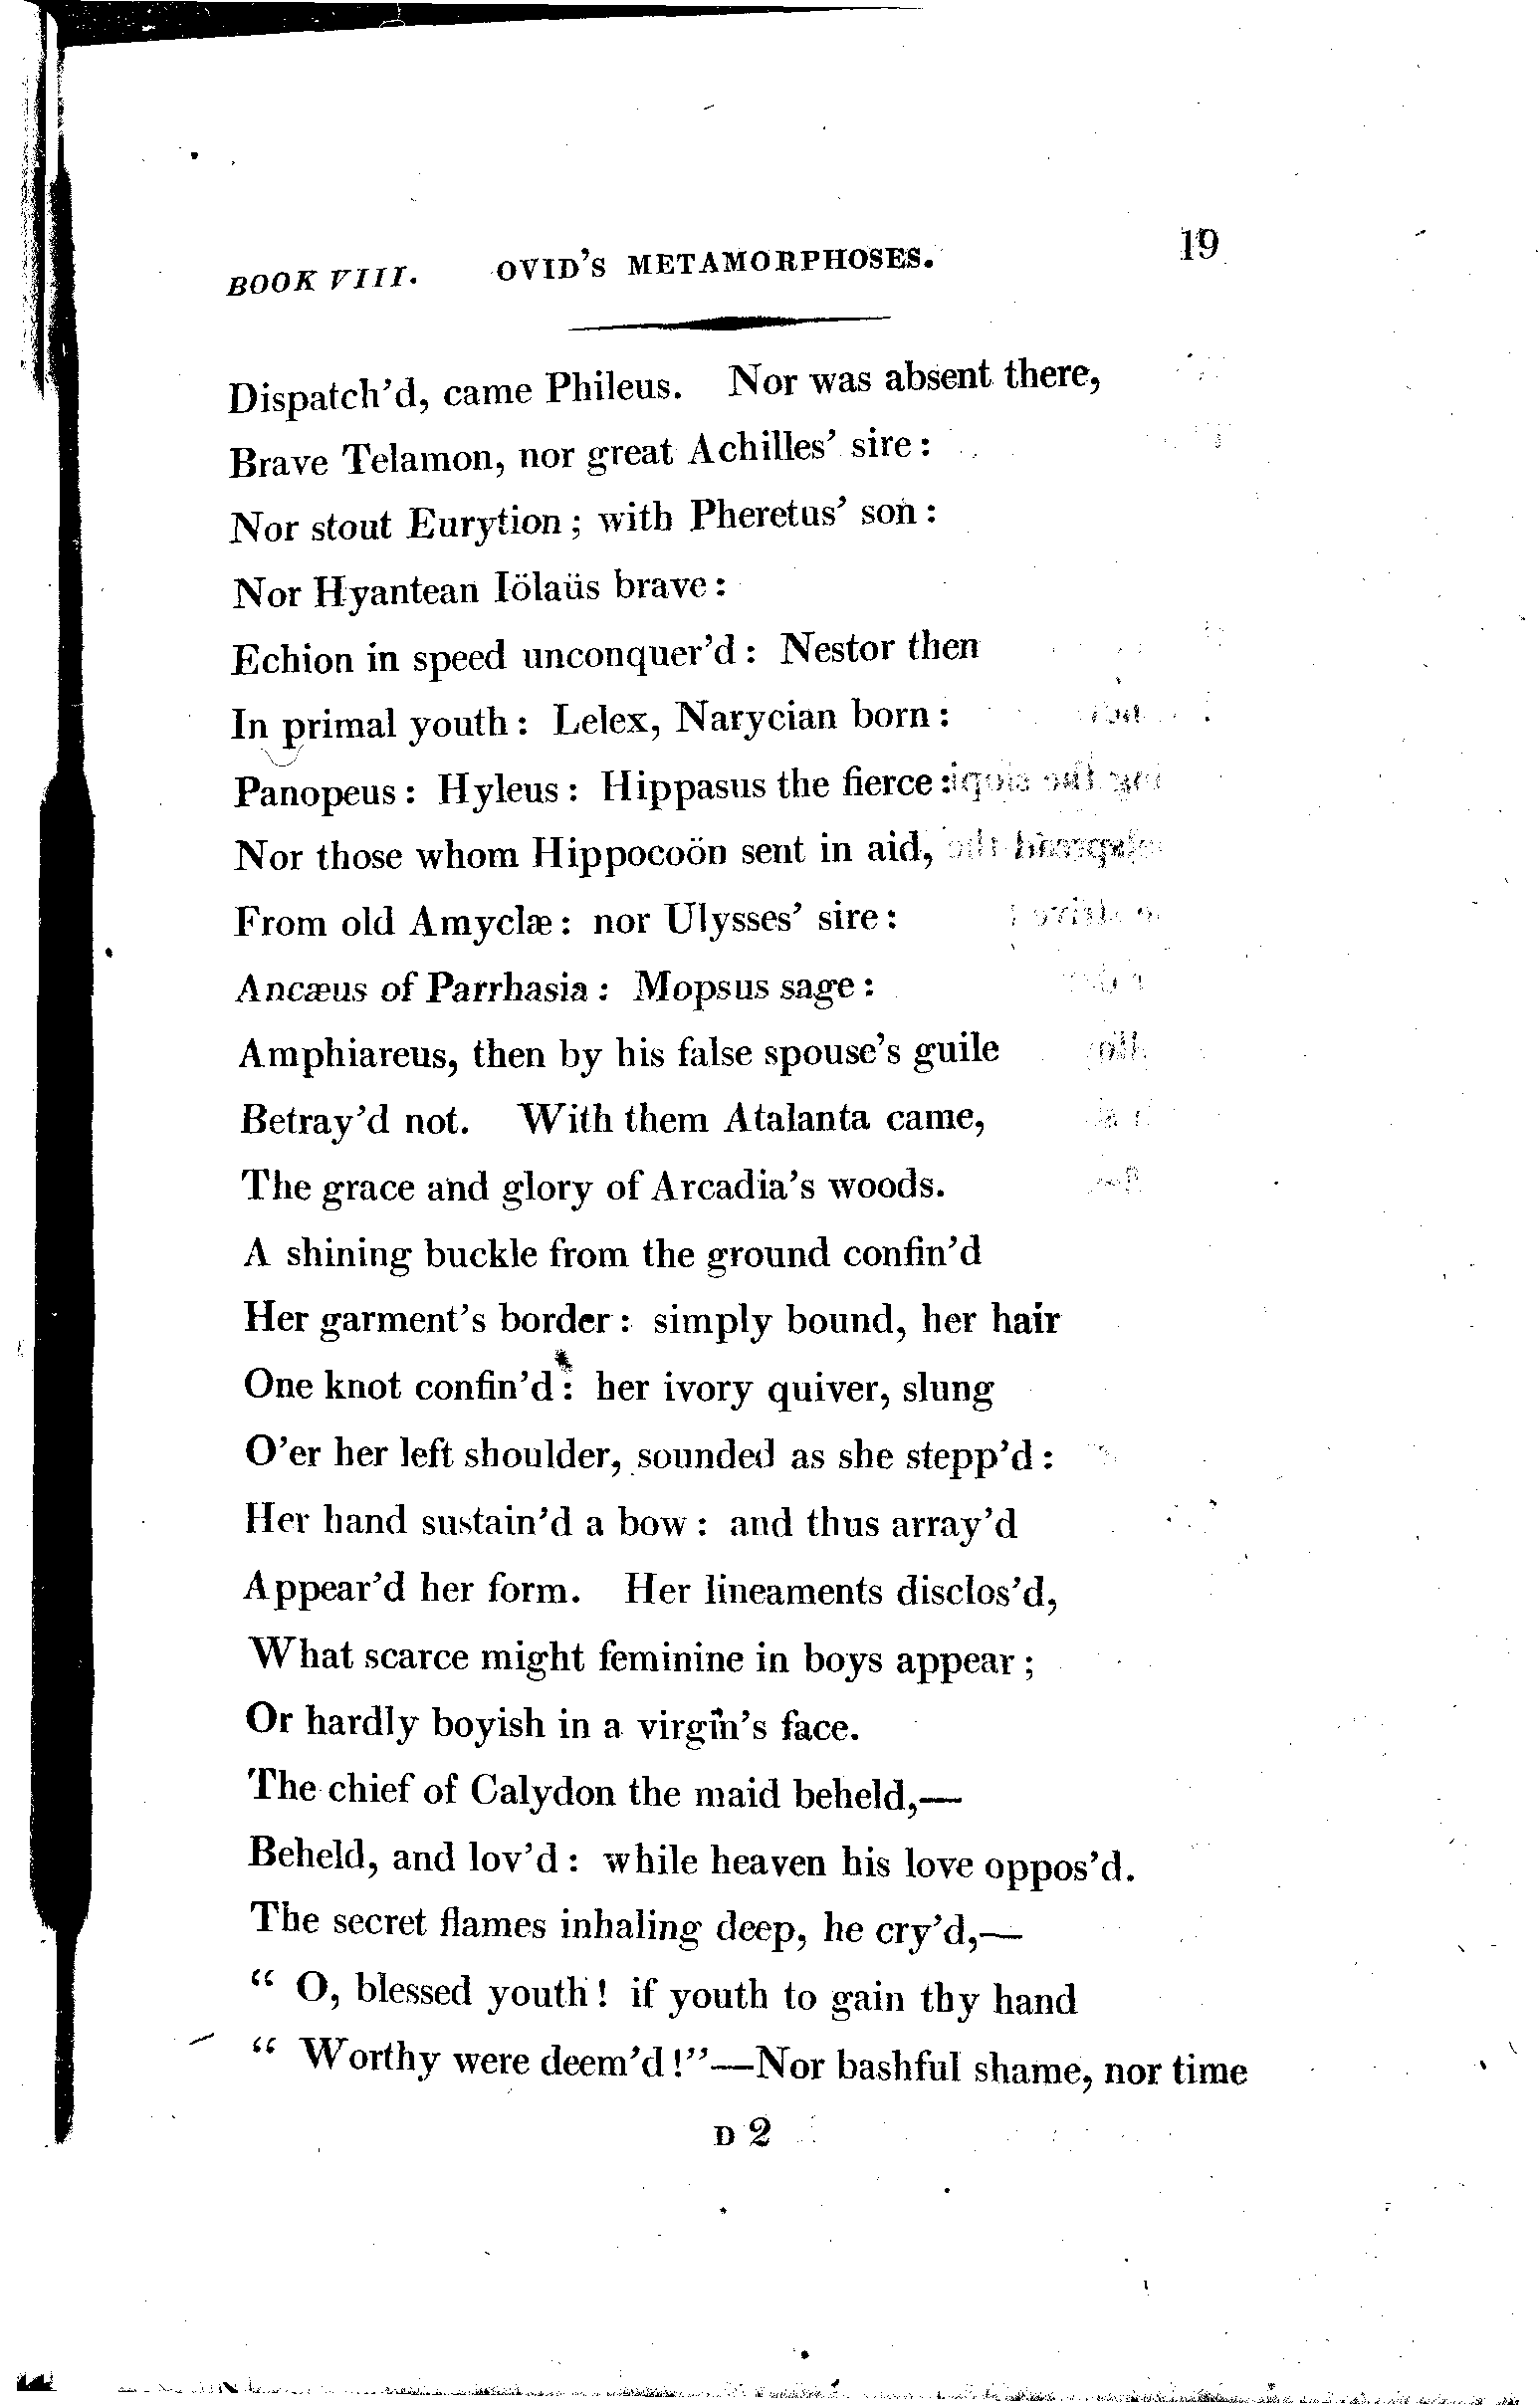 BOOK VIII. OVID'S METAMORPHOSES. 19
Dispatch'd, came Phileus. Nor was absent there,
Brave Telamon, nor great Achilles' sire:
Nor stout Eurytion; with Pheretus' son:
Nor Hyantean Iölaüs brave:
Echion in speed unconquer'd: Nestor then
In primal youth: Lelex, Narycian born:
Panopeus: Hyleus: Hippasus the fierce:
Nor those whom Hippocoön sent in aid,
From old Amyclæ: nor Ulysses' sire:
Ancæus of Parrhasia: Mopsus sage:
Amphiareus, then by his false spouse's guile
Betray'd not. With them Atalanta came,
The grace and glory of Arcadia's woods.
A shining buckle from the ground confin'd
Her garment's border: simply bound, her hair
One knot confin'd: her ivory quiver, slung
O'er her left shoulder, sounded as she stepp'd:
Her hand sustain'd a bow: and thus array'd
Appear'd her form. Her lineaments disclos'd,
What scarce might feminine in boys appear;
Or hardly boyish in a virgin's face.
The chief of Calydon the maid beheld,—
Beheld, and lov'd: while heaven his love oppos'd.
The secret flames inhaling deep, he cry'd,—
“ O, blessed youth! if youth to gain thy hand
“ Worthy were deem'd!”—Nor bashful shame, nor time
D 2